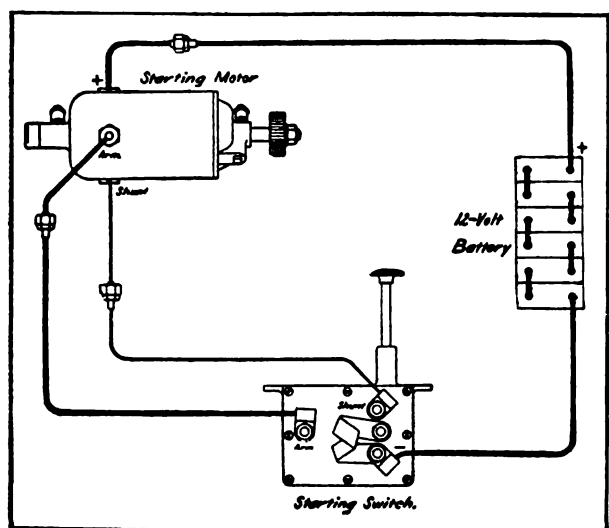 +
Starting Motor
Arm
Shunt
+
12-Volt
Battery
Shunt
Arm
-
Starting Switch.